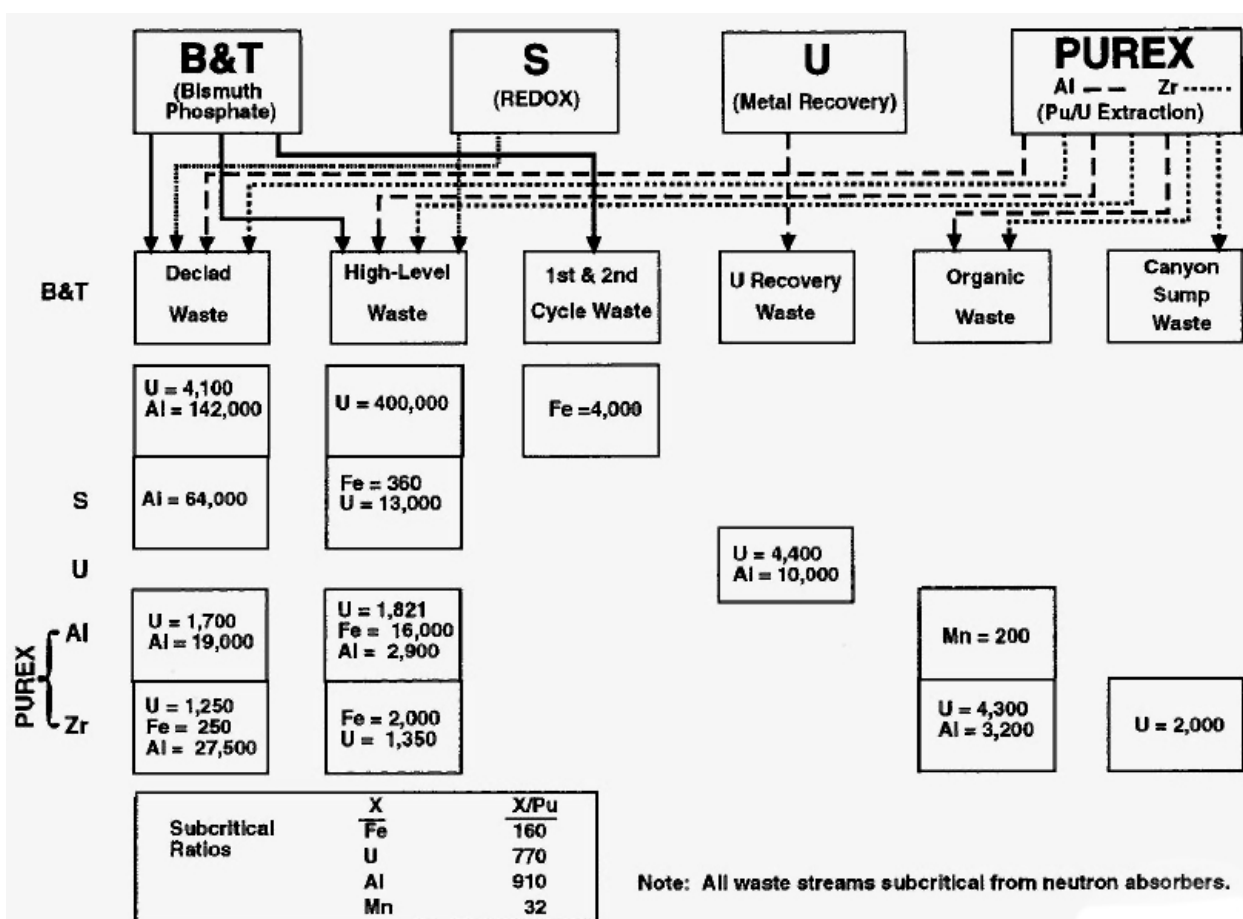 B&T
(Bismuth
Phosphate)
S
(REDOX)
U
(Metal Recovery)
PUREX
Al Zr
(Pu/U Extraction)
B&T
Declad
Waste
High-Level
Waste
1st & 2nd
Cycle Waste
U Recovery
Waste
Organic
Waste
Canyon
Sump
Waste
U = 4,100
Al = 142,000
U = 400,000
Fe =4,000
S
Al = 64,000
Fe = 360
U = 13,000
U
U = 4,400
Al = 10,000
PUREX
Al
U = 1,700
Al = 19,000
U = 1,821
Fe = 16,000
Al = 2,900
Mn = 200
Zr
U = 1,250
Fe = 250
Al = 27,500
Fe = 2,000
U = 1,350
U = 4,300
Al = 3,200
U = 2,000
Subcritical
Ratios
X X/Pu
Fe 160
U 770
Al 910
Mn 32
Note: All waste streams subcritical from neutron absorbers.